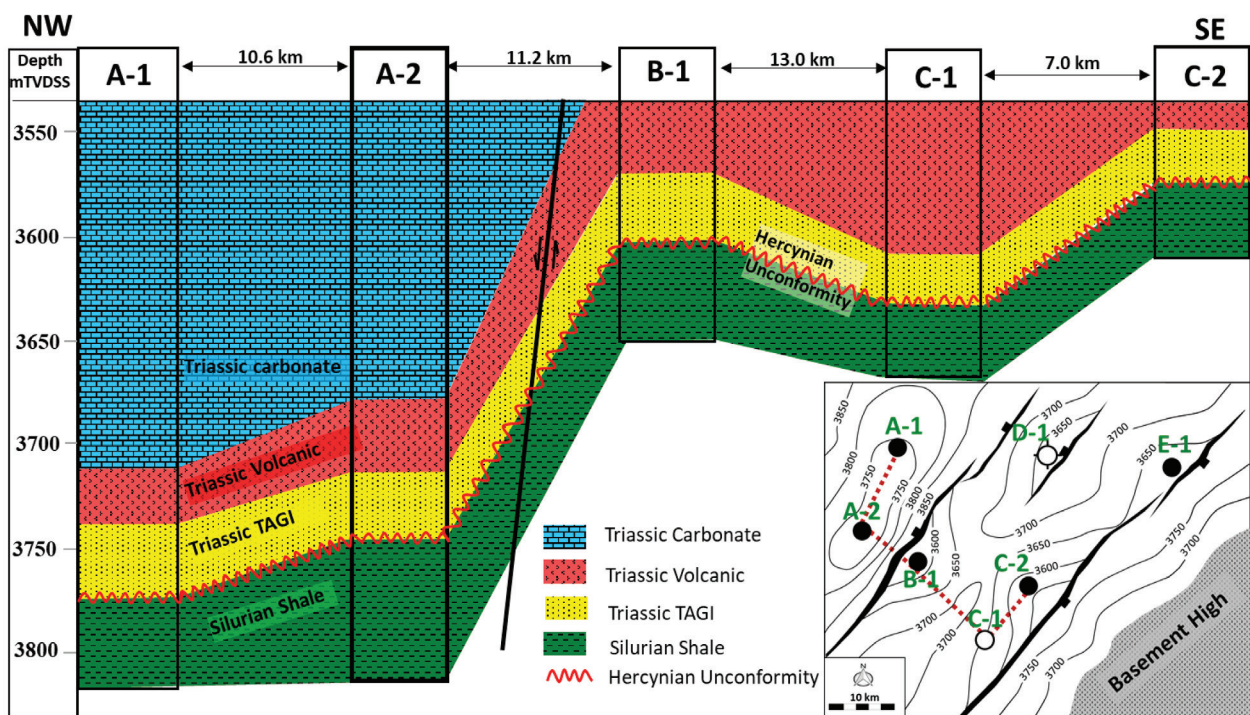 NW
SE
Depth
mTVDSS
A-1
10.6 km
A-2
11.2 km
B-1
13.0 km
C-1
7.0 km
C-2
3550
3600
3650
3700
3750
3800
Hercynian
Unconformity
Triassic carbonate
Triassic Volcanic
Triassic TAGI
Silurian Shale
Triassic Carbonate
Triassic Volcanic
Triassic TAGI
Silurian Shale
Hercynian Unconformity
3850
A-1
3800
3750
3750
3800
3850
A-2
3600
B-1
3650
3700
3700
3650
D-1
3700
3650
E-1
3700
3650
3600
C-2
3700
C-1
3750
3700
3750
3700
Basement High
N
10 km